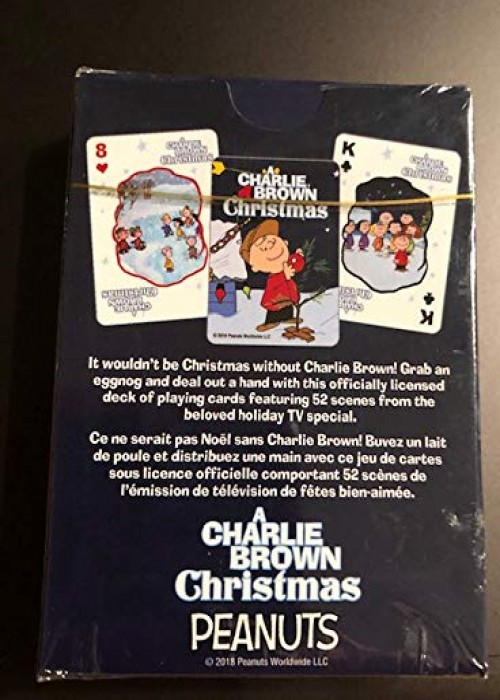 8
A
CHARLIE
BROWN
Christmas
A
CHARLIE
BROWN
Christmas
© 2018 Peanuts Worldwide LLC
K
A
CHARLIE
BROWN
Christmas
K
It wouldn't be Christmas without Charlie Brown! Grab an
eggnog and deal out a hand with this officially licensed
deck of playing cards featuring 52 scenes from the
beloved holiday TV special.
Ce ne serait pas Noël sans Charlie Brown! Buvez un lait
de poule et distribuez une main avec ce jeu de cartes
sous licence officielle comportant 52 scènes de
l'émission de télévision de fêtes bien-aimée.
A
CHARLIE
BROWN
Christmas
PEANUTS
© 2018 Peanuts Worldwide LLC